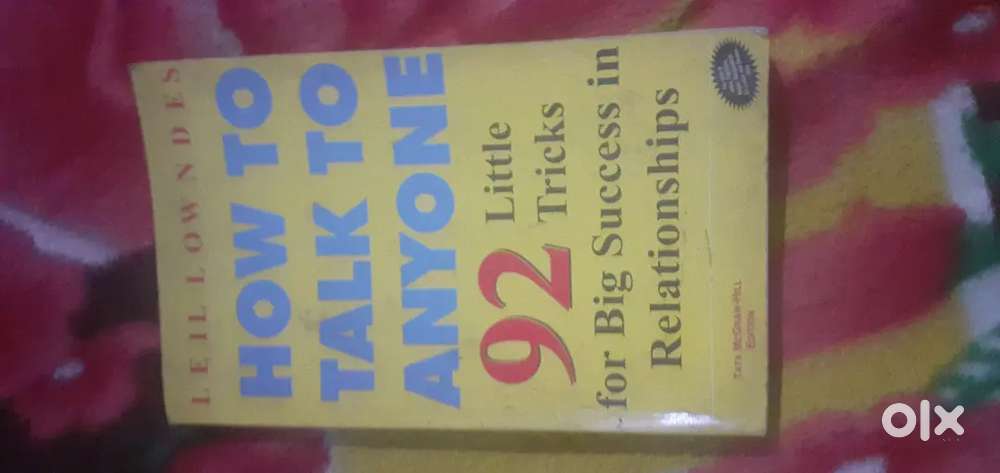 LEIL LOWNDES
HOW TO
TALK TO
ANYONE
92 Little
Tricks
for Big Success in
Relationships
TATA MCGRAW-HILL
EDITION
olx